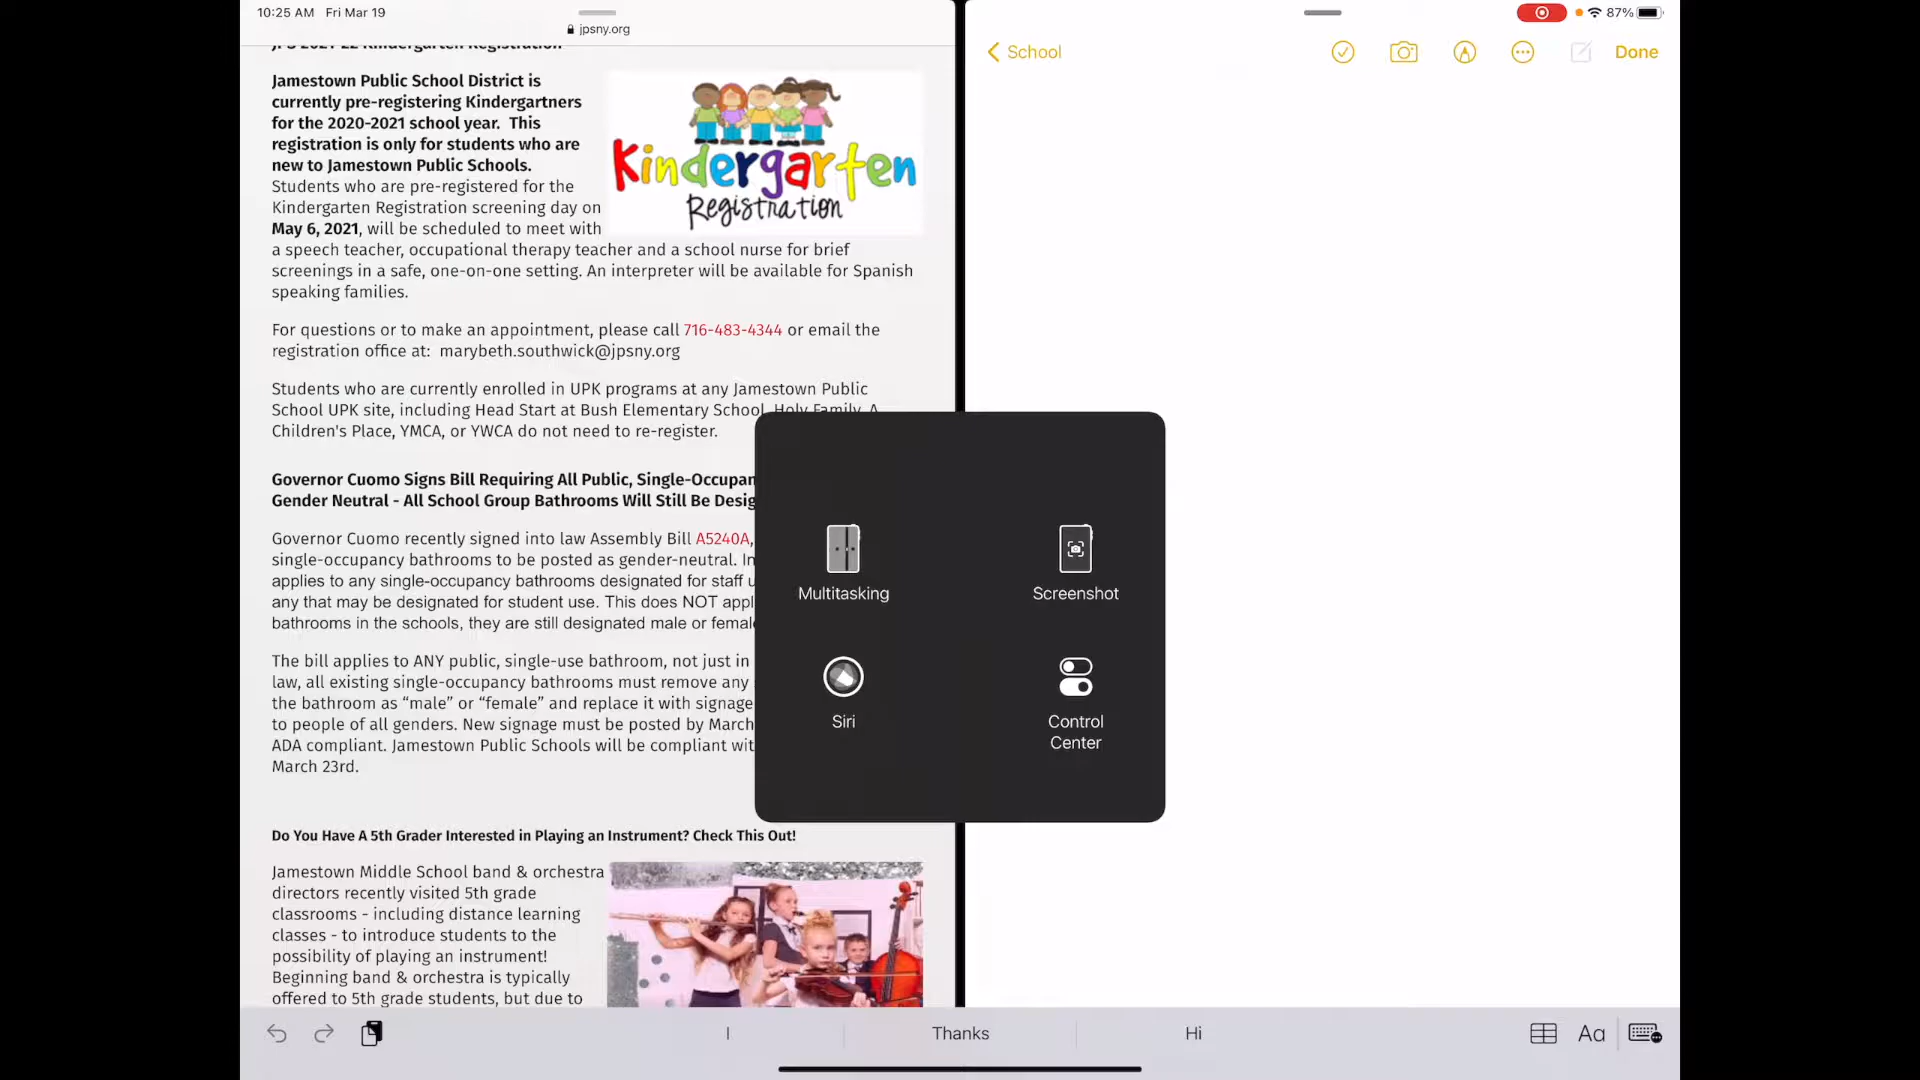 10:25 AM Fri Mar 19
jpsny.org
87%
School
Done
JPS 2021-22 Kindergarten Registration
Jamestown Public School District is
currently pre-registering Kindergartners
for the 2020-2021 school year. This
registration is only for students who are
new to Jamestown Public Schools.
Students who are pre-registered for the
Kindergarten Registration screening day on
May 6, 2021, will be scheduled to meet with
a speech teacher, occupational therapy teacher and a school nurse for brief
screenings in a safe, one-on-one setting. An interpreter will be available for Spanish
speaking families.
Kindergarten
Registration
For questions or to make an appointment, please call 716-483-4344 or email the
registration office at: marybeth.southwick@jpsny.org
Students who are currently enrolled in UPK programs at any Jamestown Public
School UPK site, including Head Start at Bush Elementary School, Holy Family, A
Children's Place, YMCA, or YWCA do not need to re-register.
Governor Cuomo Signs Bill Requiring All Public, Single-Occupan
Gender Neutral - All School Group Bathrooms Will Still Be Desig
Governor Cuomo recently signed into law Assembly Bill A5240A,
single-occupancy bathrooms to be posted as gender-neutral. In
applies to any single-occupancy bathrooms designated for staff u
any that may be designated for student use. This does NOT appl
bathrooms in the schools, they are still designated male or female
The bill applies to ANY public, single-use bathroom, not just in
law, all existing single-occupancy bathrooms must remove any
the bathroom as “male” or “female” and replace it with signage
to people of all genders. New signage must be posted by March
ADA compliant. Jamestown Public Schools will be compliant wit
March 23rd.
Do You Have A 5th Grader Interested in Playing an Instrument? Check This Out!
Jamestown Middle School band & orchestra
directors recently visited 5th grade
classrooms - including distance learning
classes - to introduce students to the
possibility of playing an instrument!
Beginning band & orchestra is typically
offered to 5th grade students, but due to
Multitasking
Screenshot
Siri
Control
Center
I
Thanks
Hi
Aa